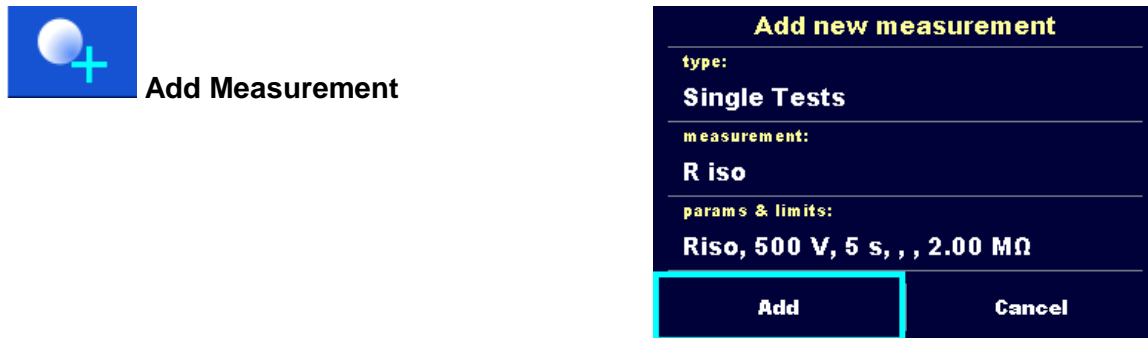 Add Measurement
Add new measurement
type:
Single Tests
measurement:
R iso
params & limits:
Riso, 500 V, 5 s, , , 2.00 MΩ
Add
Cancel